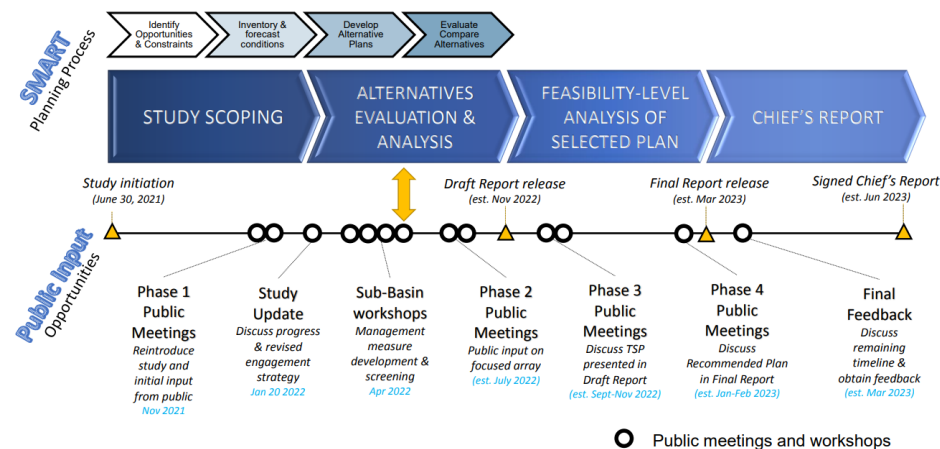 SMART
Planning Process
Identify
Opportunities
& Constraints
Inventory &
forecast
conditions
Develop
Alternative
Plans
Evaluate
Compare
Alternatives
STUDY SCOPING
ALTERNATIVES
EVALUATION &
ANALYSIS
FEASIBILITY-LEVEL
ANALYSIS OF
SELECTED PLAN
CHIEF'S REPORT
Study initiation
(June 30, 2021)
Draft Report release
(est. Nov 2022)
Final Report release
(est. Mar 2023)
Signed Chief's Report
(est. Jun 2023)
Public Input
Opportunities
Phase 1
Public
Meetings
Reintroduce
study and
initial input
from public
Nov 2021
Study
Update
Discuss progress
& revised
engagement
strategy
Jan 20 2022
Sub-Basin
workshops
Management
measure
development &
screening
Apr 2022
Phase 2
Public
Meetings
Public input on
focused array
(est. July 2022)
Phase 3
Public
Meetings
Discuss TSP
presented in
Draft Report
(est. Sept-Nov 2022)
Phase 4
Public
Meetings
Discuss
Recommended Plan
in Final Report
(est. Jan-Feb 2023)
Final
Feedback
Discuss
remaining
timeline &
obtain feedback
(est. Mar 2023)
Public meetings and workshops